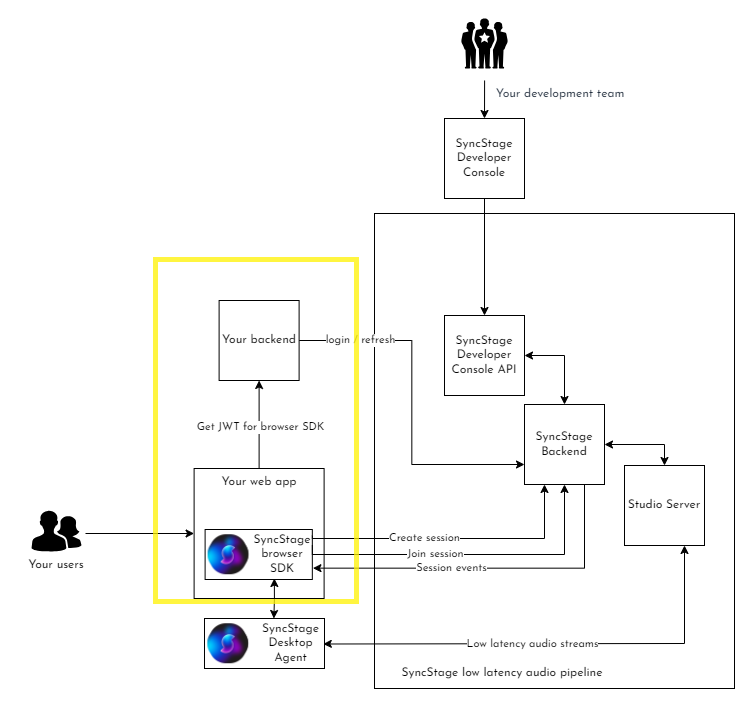 Your development team
SyncStage
Developer
Console
Your backend
login / refresh
SyncStage
Developer
Console API
Get JWT for browser SDK
SyncStage
Backend
Your web app
Studio Server
SyncStage
browser
SDK
Create session
Join session
Session events
Your users
SyncStage
Desktop
Agent
Low latency audio streams
SyncStage low latency audio pipeline